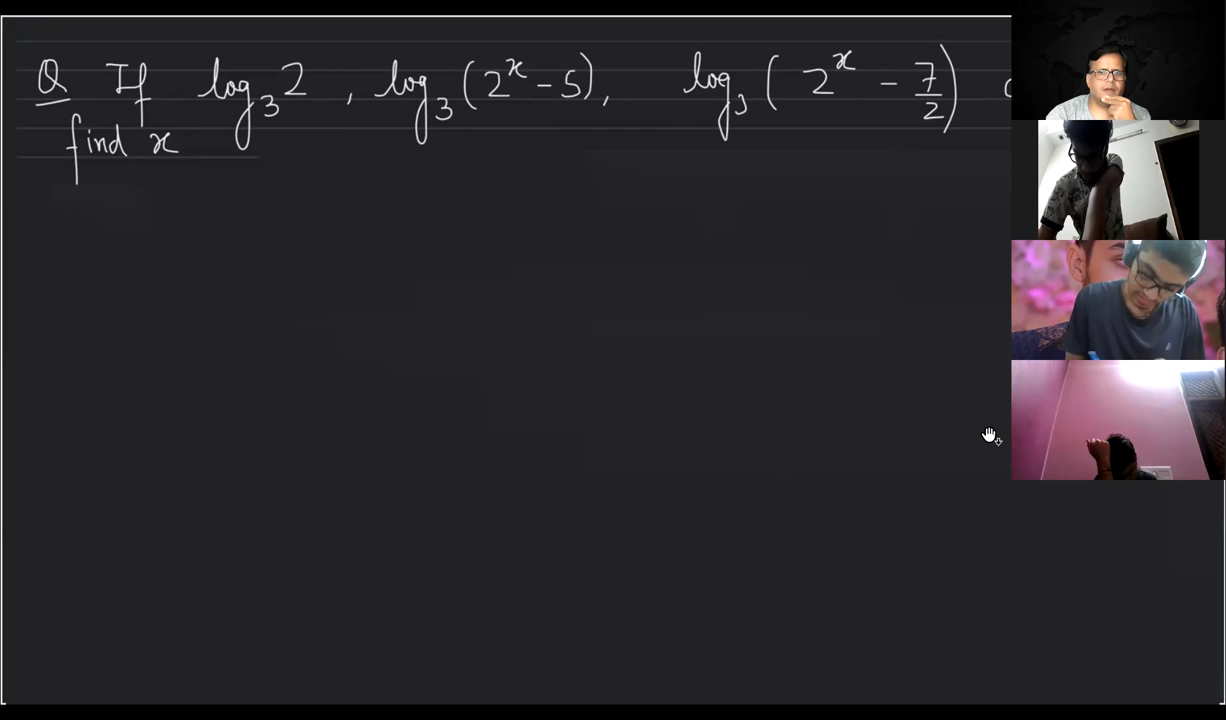 Q If log₃2 , log₃(2ˣ - 5), log₃(2ˣ - 7/2)
find x